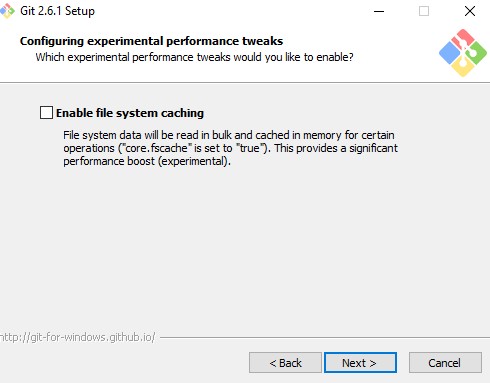 Git 2.6.1 Setup
Configuring experimental performance tweaks
Which experimental performance tweaks would you like to enable?
Enable file system caching
File system data will be read in bulk and cached in memory for certain
operations ("core.fscache" is set to "true"). This provides a significant
performance boost (experimental).
http://git-for-windows.github.io/
< Back Next > Cancel